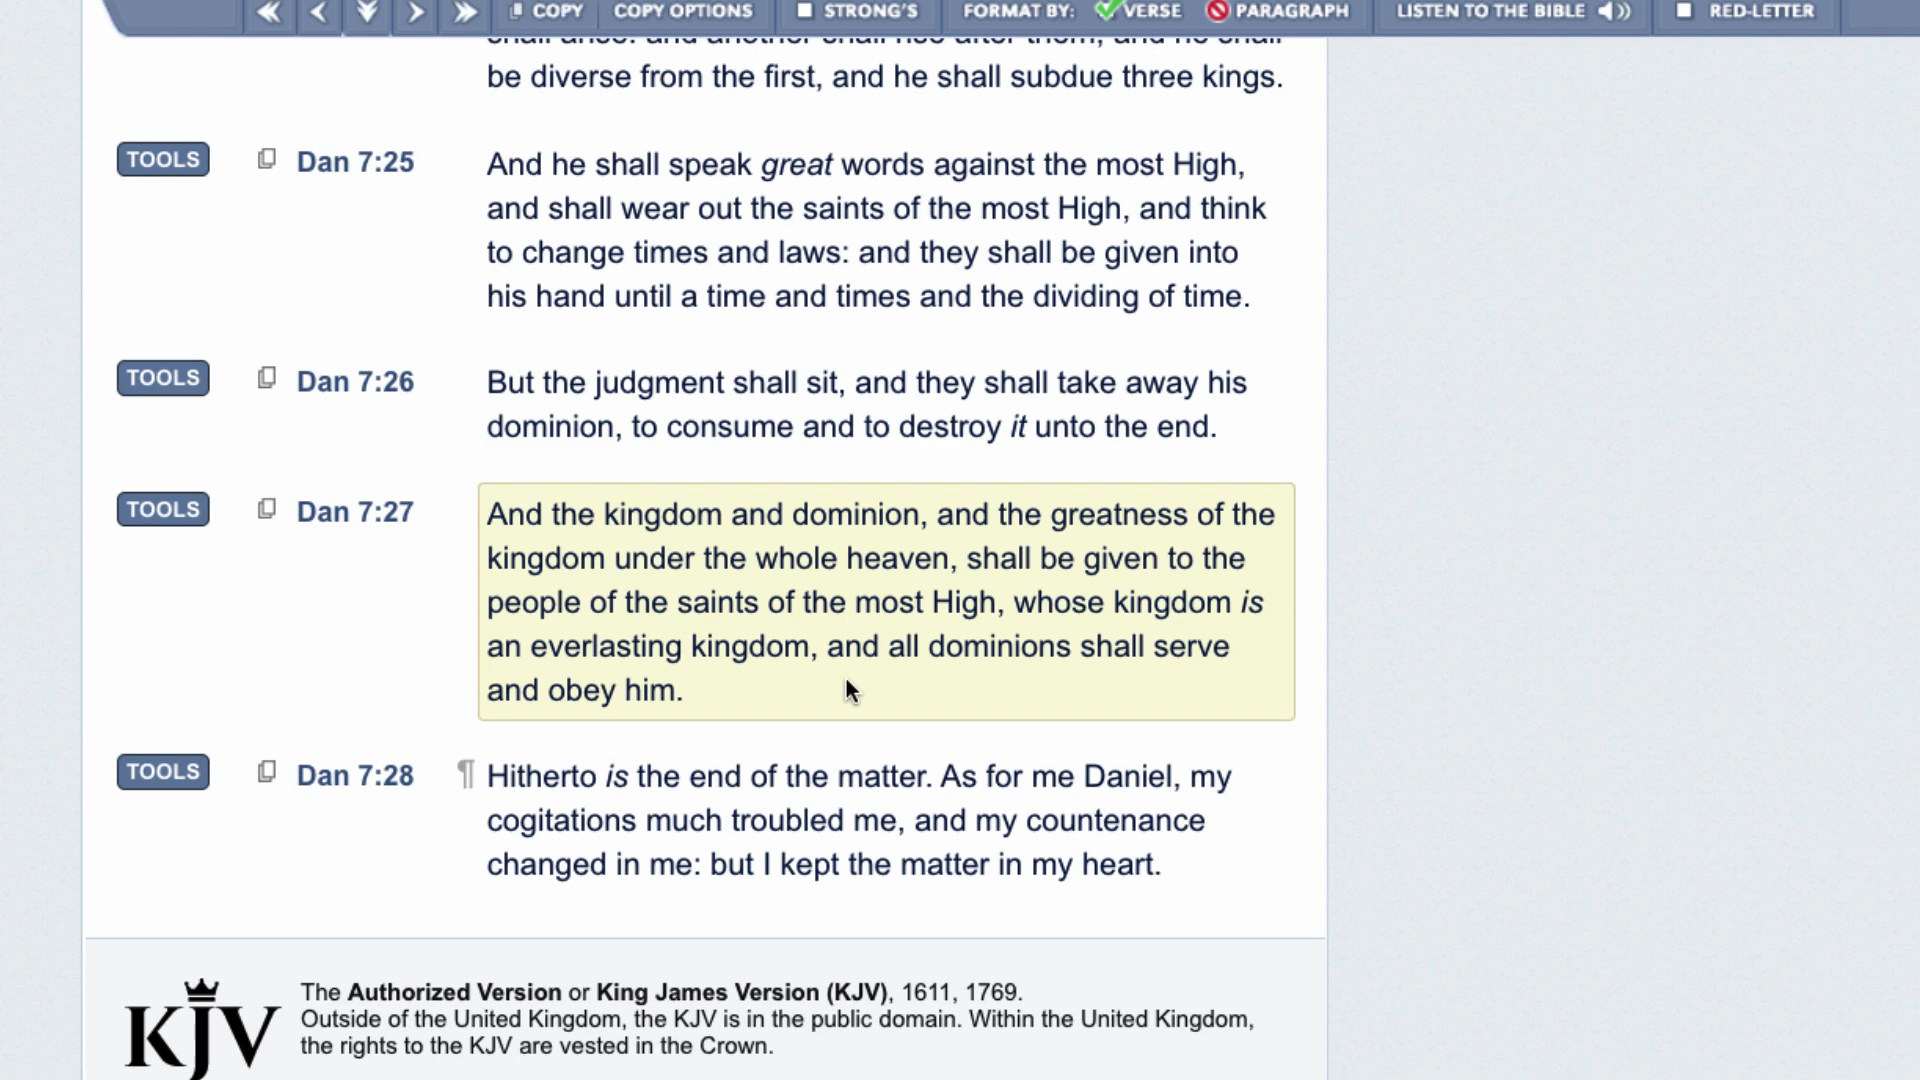 COPY COPY OPTIONS STRONG'S FORMAT BY: VERSE PARAGRAPH LISTEN TO THE BIBLE RED-LETTER
shall arise: and another shall rise after them; and he shall
be diverse from the first, and he shall subdue three kings.
TOOLS Dan 7:25 And he shall speak great words against the most High,
and shall wear out the saints of the most High, and think
to change times and laws: and they shall be given into
his hand until a time and times and the dividing of time.
TOOLS Dan 7:26 But the judgment shall sit, and they shall take away his
dominion, to consume and to destroy it unto the end.
TOOLS Dan 7:27 And the kingdom and dominion, and the greatness of the
kingdom under the whole heaven, shall be given to the
people of the saints of the most High, whose kingdom is
an everlasting kingdom, and all dominions shall serve
and obey him.
TOOLS Dan 7:28 ¶ Hitherto is the end of the matter. As for me Daniel, my
cogitations much troubled me, and my countenance
changed in me: but I kept the matter in my heart.
KJV
The Authorized Version or King James Version (KJV), 1611, 1769.
Outside of the United Kingdom, the KJV is in the public domain. Within the United Kingdom,
the rights to the KJV are vested in the Crown.